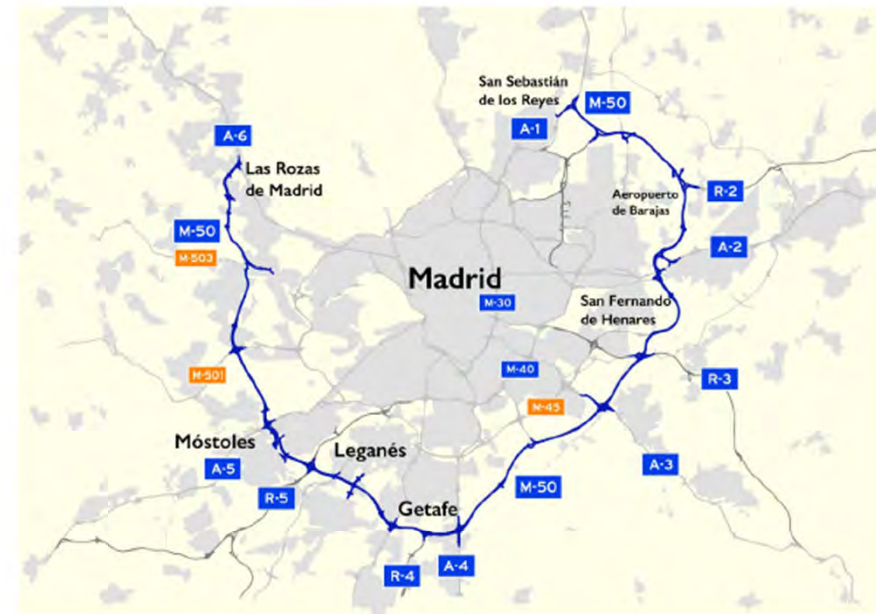 San Sebastián
de los Reyes
M-50
A-1
A-6
Las Rozas
de Madrid
Aeropuerto
de Barajas
R-2
M-50
A-2
M-503
Madrid
M-30
San Fernando
de Henares
M-40
M-501
R-3
M-45
Móstoles
Leganés
A-5
A-3
R-5
M-50
Getafe
A-4
R-4